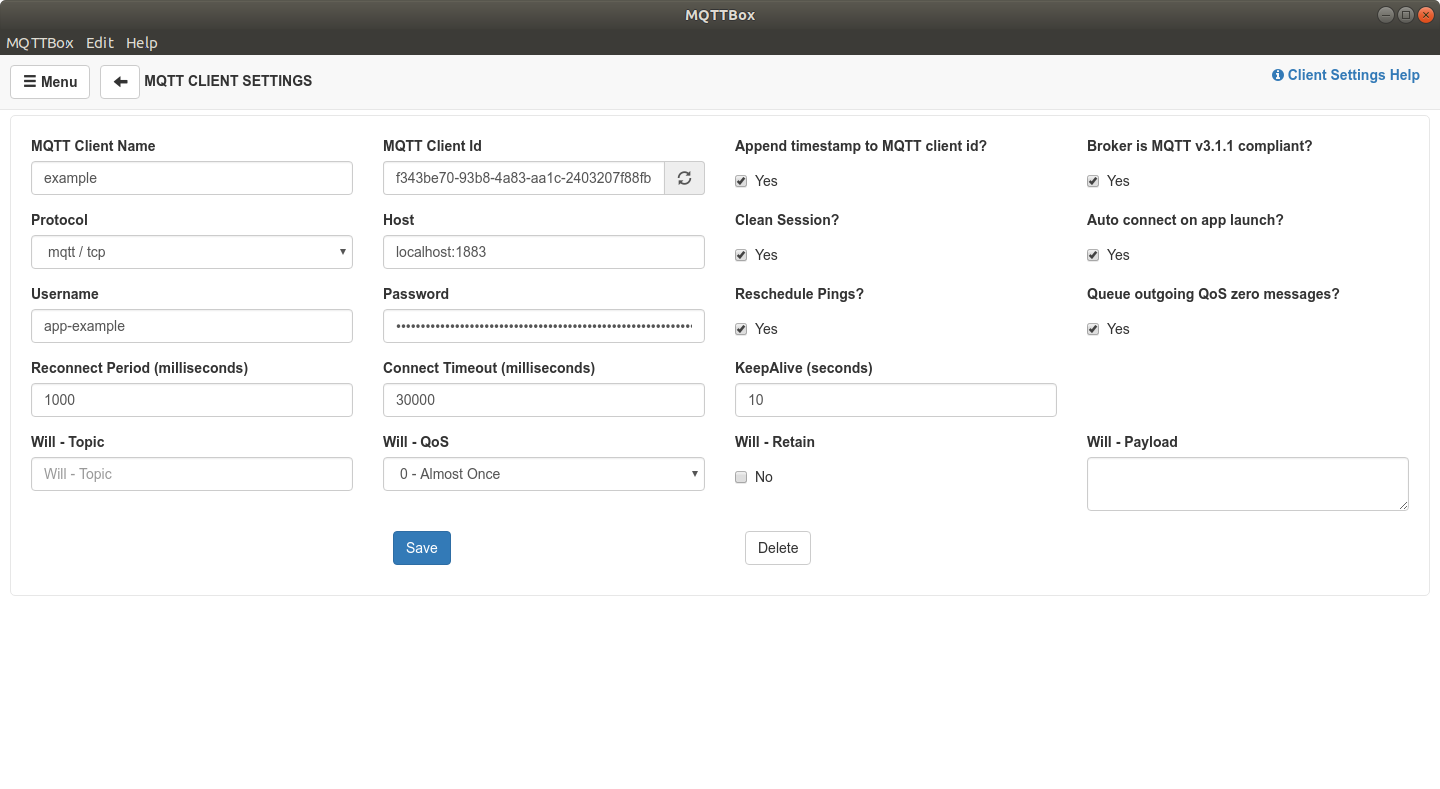 MQTTBox
MQTTBox Edit Help
Menu MQTT CLIENT SETTINGS Client Settings Help
MQTT Client Name MQTT Client Id Append timestamp to MQTT client id? Broker is MQTT v3.1.1 compliant?
example f343be70-93b8-4a83-aa1c-2403207f88fb Yes Yes
Protocol Host Clean Session? Auto connect on app launch?
mqtt / tcp localhost:1883 Yes Yes
Username Password Reschedule Pings? Queue outgoing QoS zero messages?
app-example Yes Yes
Reconnect Period (milliseconds) Connect Timeout (milliseconds) KeepAlive (seconds)
1000 30000 10
Will - Topic Will - QoS Will - Retain Will - Payload
Will - Topic 0 - Almost Once No
Save Delete